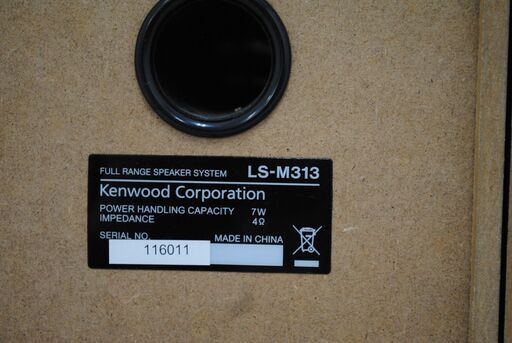 FULL RANGE SPEAKER SYSTEM LS-M313
Kenwood Corporation
POWER HANDLING CAPACITY 7W
IMPEDANCE 4Ω
SERIAL NO. MADE IN CHINA
116011